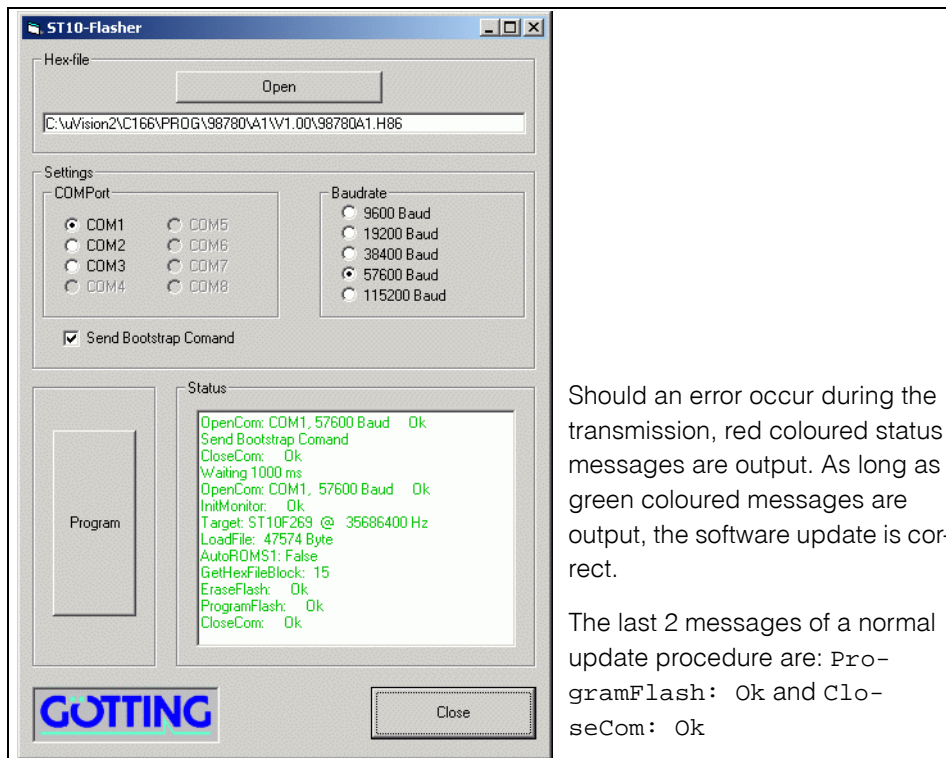 ST10-Flasher
Hex-file
Open
C:\uVision2\C166\PROG\98780\A1\V1.00\98780A1.H86
Settings
COMPort
COM1
COM2
COM3
COM4
COM5
COM6
COM7
COM8
Baudrate
9600 Baud
19200 Baud
38400 Baud
57600 Baud
115200 Baud
Send Bootstrap Comand
Program
Status
OpenCom: COM1, 57600 Baud Ok
Send Bootstrap Comand
CloseCom: Ok
Waiting 1000 ms
OpenCom: COM1, 57600 Baud Ok
InitMonitor: Ok
Target: ST10F269 @ 35686400 Hz
LoadFile: 47574 Byte
AutoROMS1: False
GetHexFileBlock: 15
EraseFlash: Ok
ProgramFlash: Ok
CloseCom: Ok
GÖTTING
Close
Should an error occur during the
transmission, red coloured status
messages are output. As long as
green coloured messages are
output, the software update is cor-
rect.
The last 2 messages of a normal
update procedure are: Pro-
gramFlash: Ok and Clo-
seCom: Ok